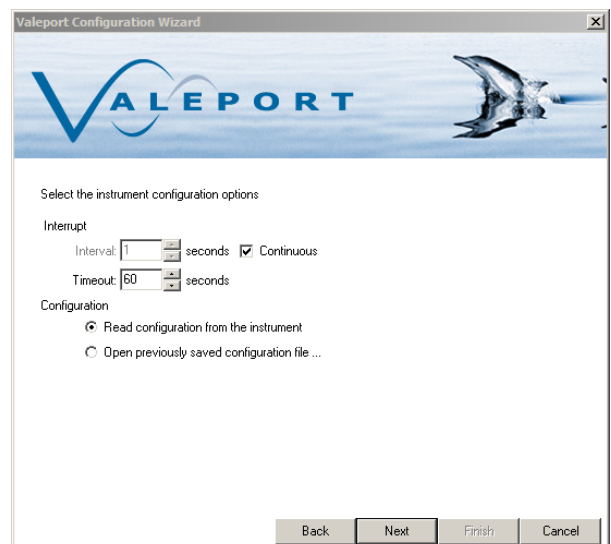 Valeport Configuration Wizard
VALEPORT
Select the instrument configuration options
Interrupt
Interval: 1 seconds Continuous
Timeout: 60 seconds
Configuration
Read configuration from the instrument
Open previously saved configuration file ...
Back Next Finish Cancel